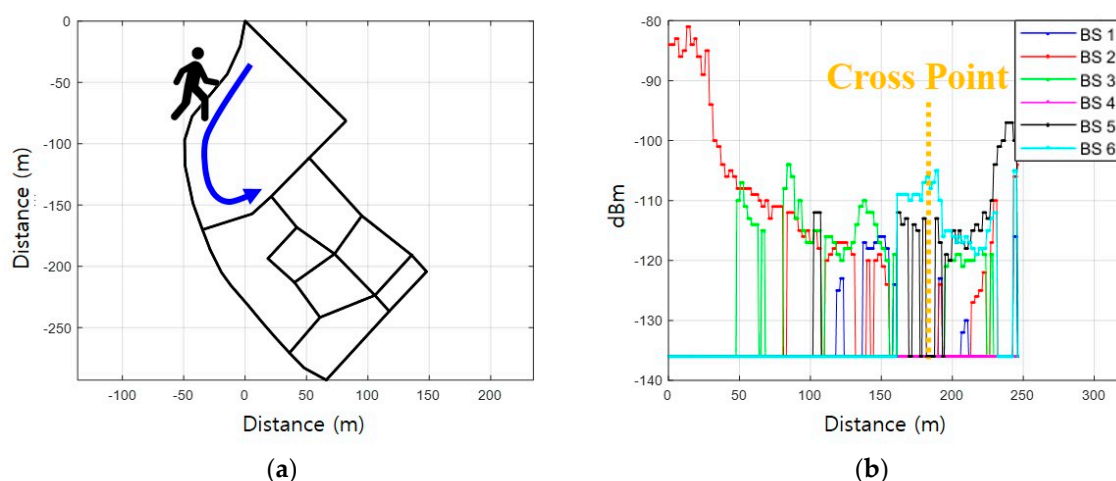 0
-50
-100
-150
-200
-250
Distance (m)
-100
-50
0
50
100
150
200
Distance (m)
(a)
-80
-90
-100
-110
-120
-130
-140
dBm
Cross Point
BS 1
BS 2
BS 3
BS 4
BS 5
BS 6
0
50
100
150
200
250
300
Distance (m)
(b)